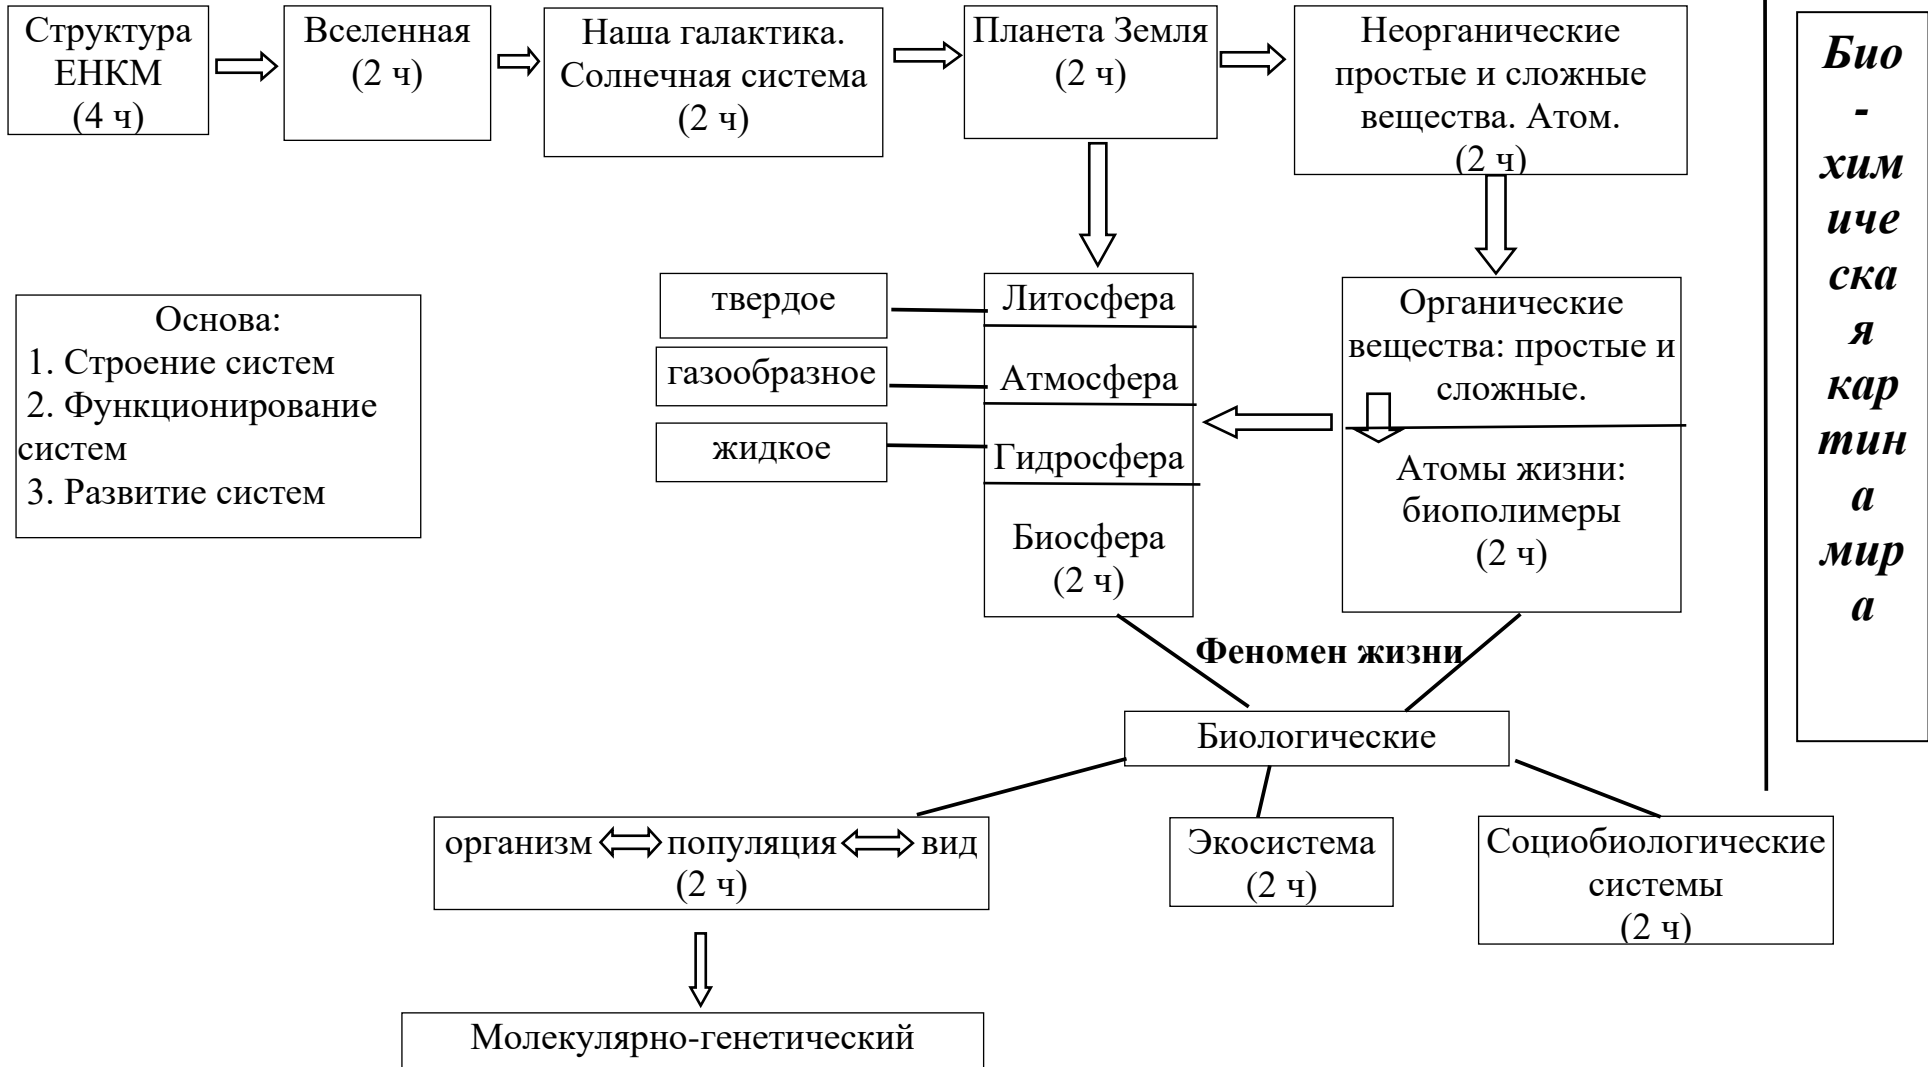 Структура
ЕНКМ
(4 ч)
Вселенная
(2 ч)
Наша галактика.
Солнечная система
(2 ч)
Планета Земля
(2 ч)
Неорганические
простые и сложные
вещества. Атом.
(2 ч)
Био
-
хим
иче
ска
я
кар
тин
а
мир
а
Основа:
1. Строение систем
2. Функционирование
систем
3. Развитие систем
твердое
газообразное
жидкое
Литосфера
Атмосфера
Гидросфера
Биосфера
(2 ч)
Органические
вещества: простые и
сложные.
Атомы жизни:
биополимеры
(2 ч)
Феномен жизни
Биологические
организм популяция вид
(2 ч)
Экосистема
(2 ч)
Социобиологические
системы
(2 ч)
Молекулярно-генетический